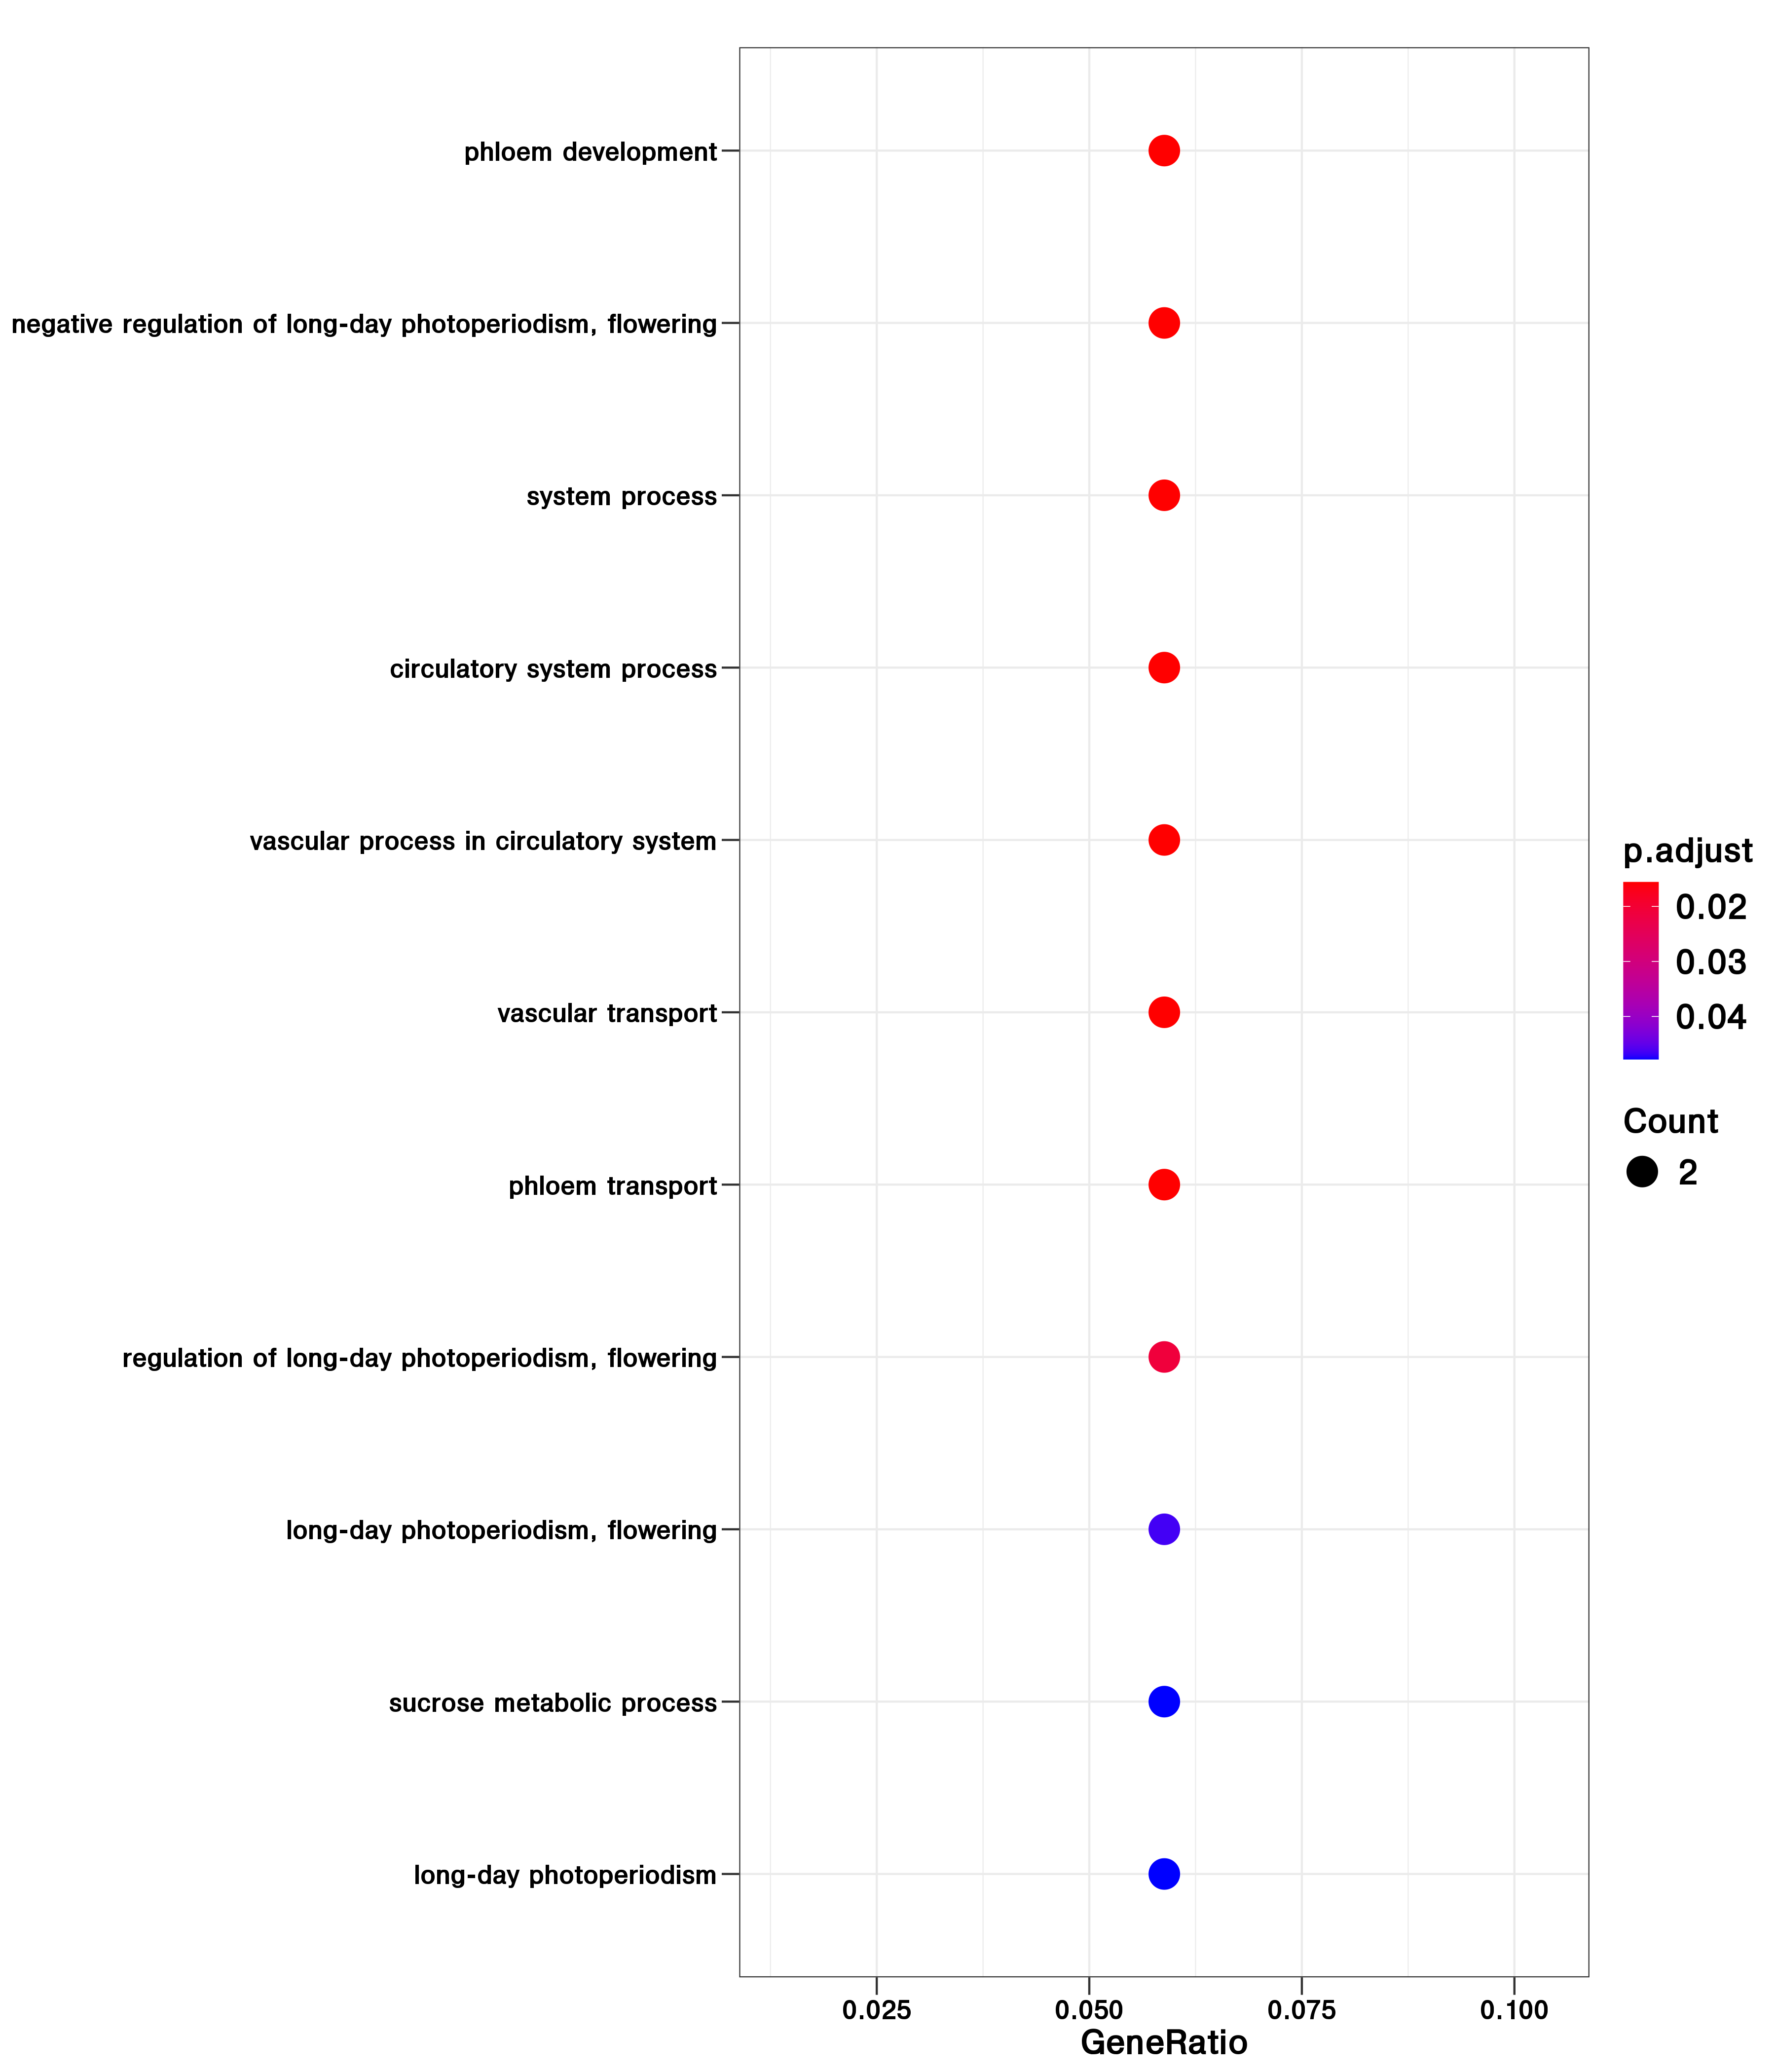 phloem development
negative regulation of long-day photoperiodism, flowering
system process
circulatory system process
vascular process in circulatory system
vascular transport
phloem transport
regulation of long-day photoperiodism, flowering
long-day photoperiodism, flowering
sucrose metabolic process
long-day photoperiodism
0.025 0.050 0.075 0.100
GeneRatio
p.adjust
0.02
0.03
0.04
Count
2